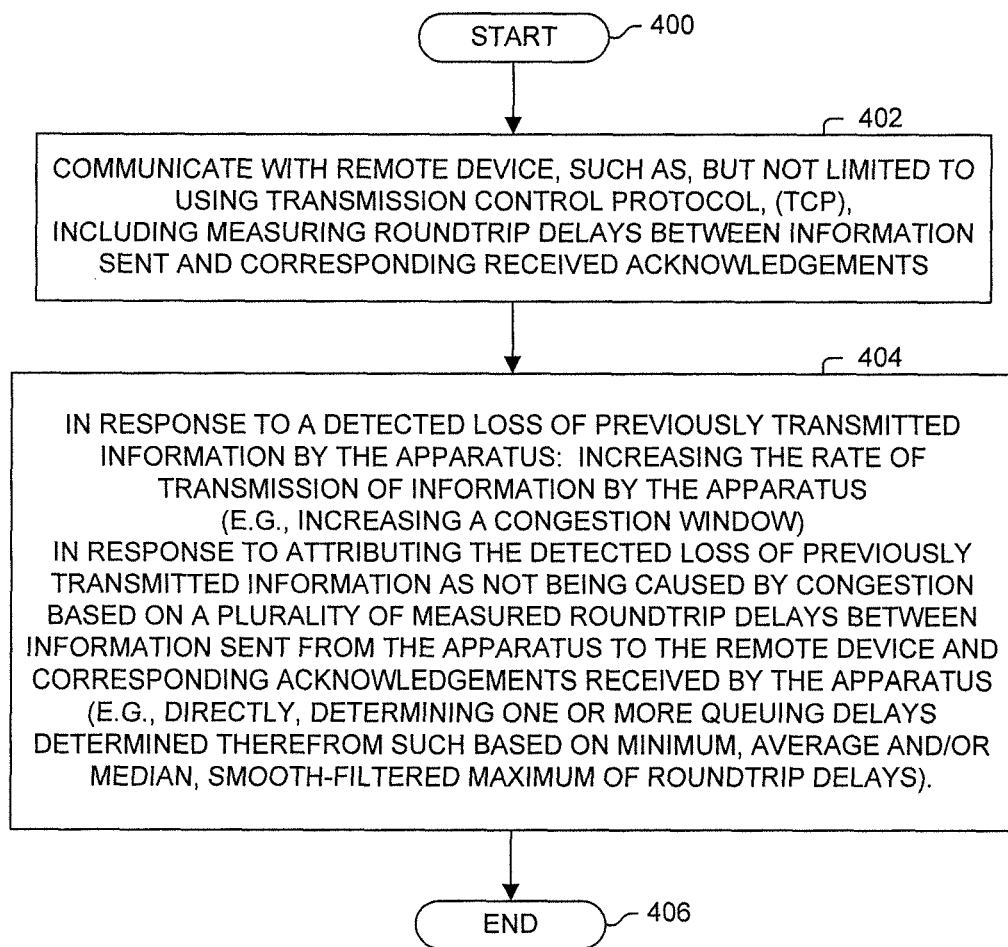 START
400
402
COMMUNICATE WITH REMOTE DEVICE, SUCH AS, BUT NOT LIMITED TO
USING TRANSMISSION CONTROL PROTOCOL, (TCP),
INCLUDING MEASURING ROUNDTRIP DELAYS BETWEEN INFORMATION
SENT AND CORRESPONDING RECEIVED ACKNOWLEDGEMENTS
404
IN RESPONSE TO A DETECTED LOSS OF PREVIOUSLY TRANSMITTED
INFORMATION BY THE APPARATUS: INCREASING THE RATE OF
TRANSMISSION OF INFORMATION BY THE APPARATUS
(E.G., INCREASING A CONGESTION WINDOW)
IN RESPONSE TO ATTRIBUTING THE DETECTED LOSS OF PREVIOUSLY
TRANSMITTED INFORMATION AS NOT BEING CAUSED BY CONGESTION
BASED ON A PLURALITY OF MEASURED ROUNDTRIP DELAYS BETWEEN
INFORMATION SENT FROM THE APPARATUS TO THE REMOTE DEVICE AND
CORRESPONDING ACKNOWLEDGEMENTS RECEIVED BY THE APPARATUS
(E.G., DIRECTLY, DETERMINING ONE OR MORE QUEUING DELAYS
DETERMINED THEREFROM SUCH BASED ON MINIMUM, AVERAGE AND/OR
MEDIAN, SMOOTH-FILTERED MAXIMUM OF ROUNDTRIP DELAYS).
END
406